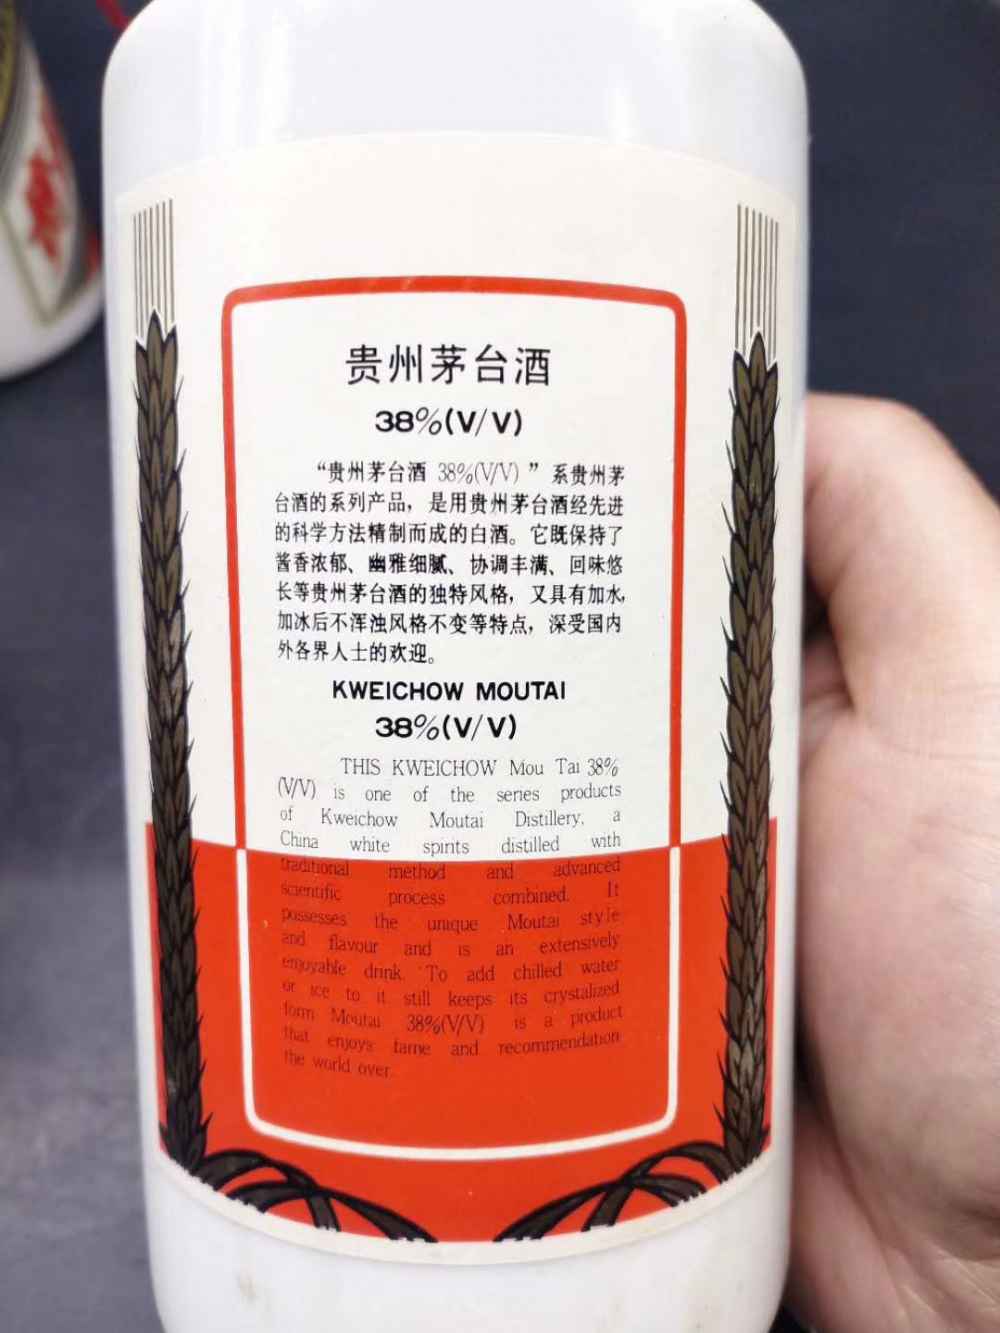 贵州茅台酒
38%(V/V)
“贵州茅台酒 38%(V/V)”系贵州茅
台酒的系列产品，是用贵州茅台酒经先进
的科学方法精制而成的白酒。它既保持了
酱香浓郁、幽雅细腻、协调丰满、回味悠
长等贵州茅台酒的独特风格，又具有加水，
加冰后不浑浊风格不变等特点，深受国内
外各界人士的欢迎。
KWEICHOW MOUTAI
38%(V/V)
THIS KWEICHOW Mou Tai 38%
(V/V) is one of the series products
of Kweichow Moutai Distillery, a
China white spirits distilled with
traditional method and advanced
scientific process combined. It
possesses the unique Moutai style
and flavour and is an extensively
enjoyable drink. To add chilled water
or ice to it still keeps its crystalized
form Moutai 38%(V/V) is a product
that enjoys fame and recommendation
the world over.